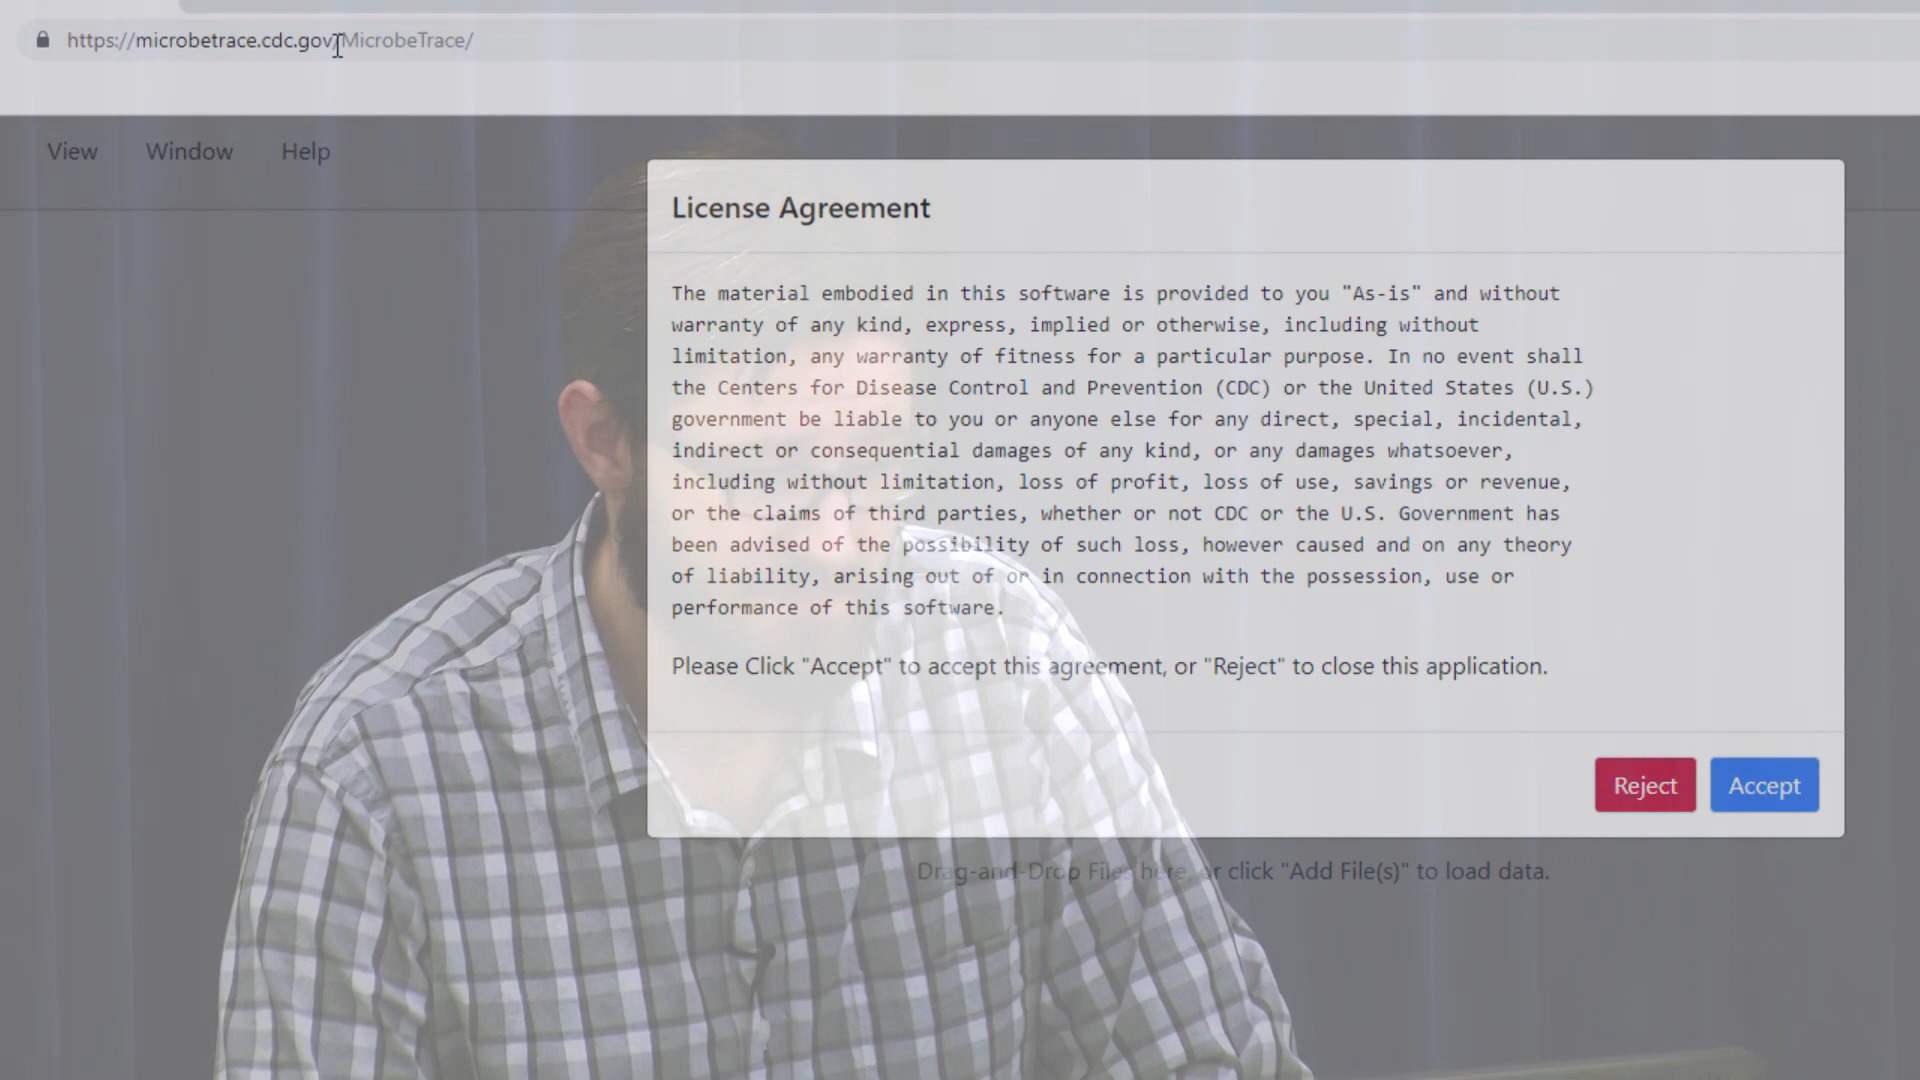 https://microbetrace.cdc.gov/MicrobeTrace/
View Window Help
License Agreement
The material embodied in this software is provided to you "As-is" and without
warranty of any kind, express, implied or otherwise, including without
limitation, any warranty of fitness for a particular purpose. In no event shall
the Centers for Disease Control and Prevention (CDC) or the United States (U.S.)
government be liable to you or anyone else for any direct, special, incidental,
indirect or consequential damages of any kind, or any damages whatsoever,
including without limitation, loss of profit, loss of use, savings or revenue,
or the claims of third parties, whether or not CDC or the U.S. Government has
been advised of the possibility of such loss, however caused and on any theory
of liability, arising out of or in connection with the possession, use or
performance of this software.
Please Click "Accept" to accept this agreement, or "Reject" to close this application.
Reject Accept
Drag-and-Drop Files here, or click "Add File(s)" to load data.